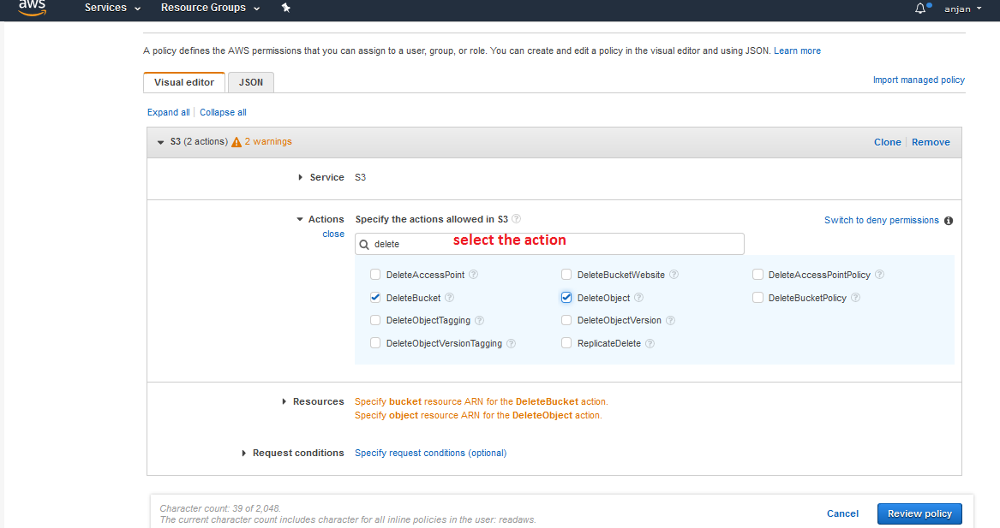 aws Services Resource Groups anjan
A policy defines the AWS permissions that you can assign to a user, group, or role. You can create and edit a policy in the visual editor and using JSON. Learn more
Visual editor JSON Import managed policy
Expand all Collapse all
S3 (2 actions) 2 warnings Clone Remove
Service S3
Actions Specify the actions allowed in S3 ? Switch to deny permissions i
close
delete select the action
DeleteAccessPoint ? DeleteBucketWebsite ? DeleteAccessPointPolicy ?
DeleteBucket ? DeleteObject ? DeleteBucketPolicy ?
DeleteObjectTagging ? DeleteObjectVersion ?
DeleteObjectVersionTagging ? ReplicateDelete ?
Resources Specify bucket resource ARN for the DeleteBucket action.
Specify object resource ARN for the DeleteObject action.
Request conditions Specify request conditions (optional)
Character count: 39 of 2,048.
The current character count includes character for all inline policies in the user: readaws.
Cancel Review policy